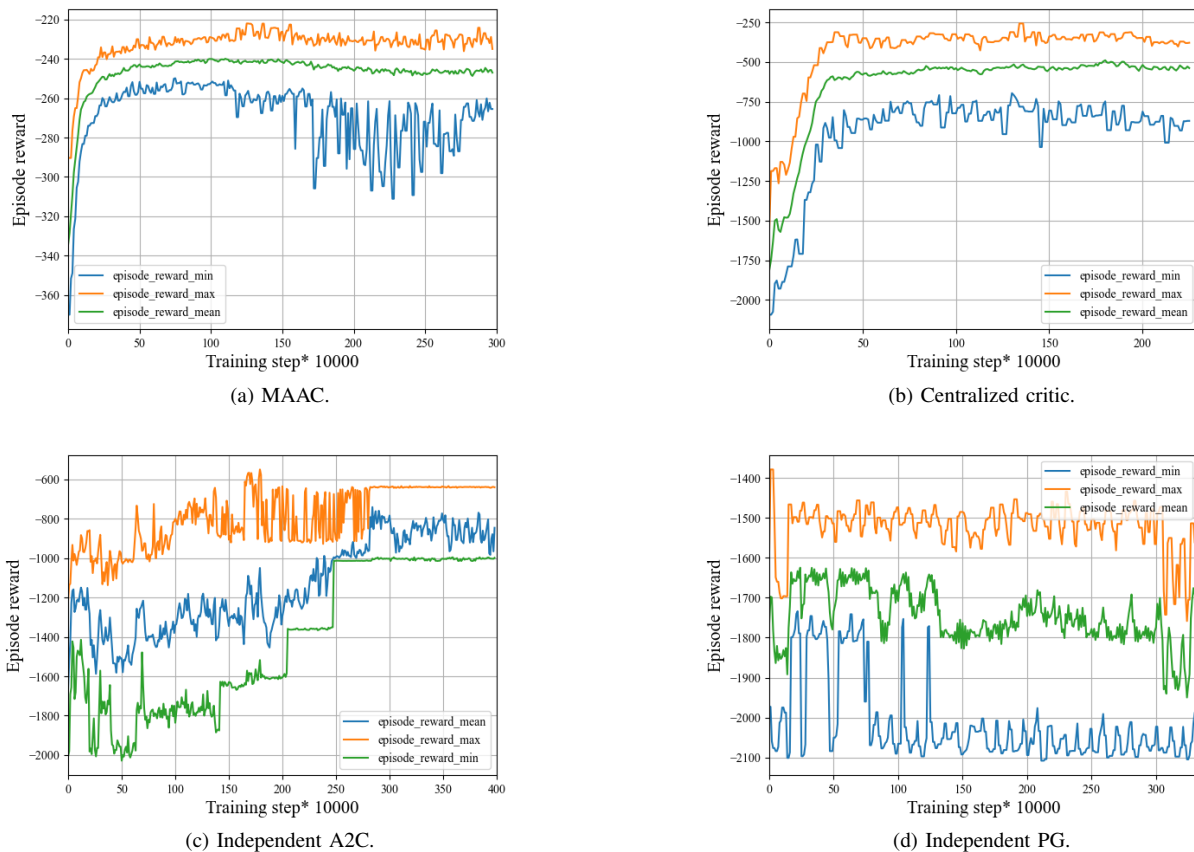 −220
−240
−260
−280
−300
−320
−340
−360
Episode reward
episode_reward_min
episode_reward_max
episode_reward_mean
0 50 100 150 200 250 300
Training step* 10000
(a) MAAC.
−250
−500
−750
−1000
−1250
−1500
−1750
−2000
Episode reward
episode_reward_min
episode_reward_max
episode_reward_mean
0 50 100 150 200
Training step* 10000
(b) Centralized critic.
−600
−800
−1000
−1200
−1400
−1600
−1800
−2000
Episode reward
episode_reward_mean
episode_reward_max
episode_reward_min
0 50 100 150 200 250 300 350 400
Training step* 10000
(c) Independent A2C.
−1400
−1500
−1600
−1700
−1800
−1900
−2000
−2100
Episode reward
episode_reward_min
episode_reward_max
episode_reward_mean
0 50 100 150 200 250 300
Training step* 10000
(d) Independent PG.